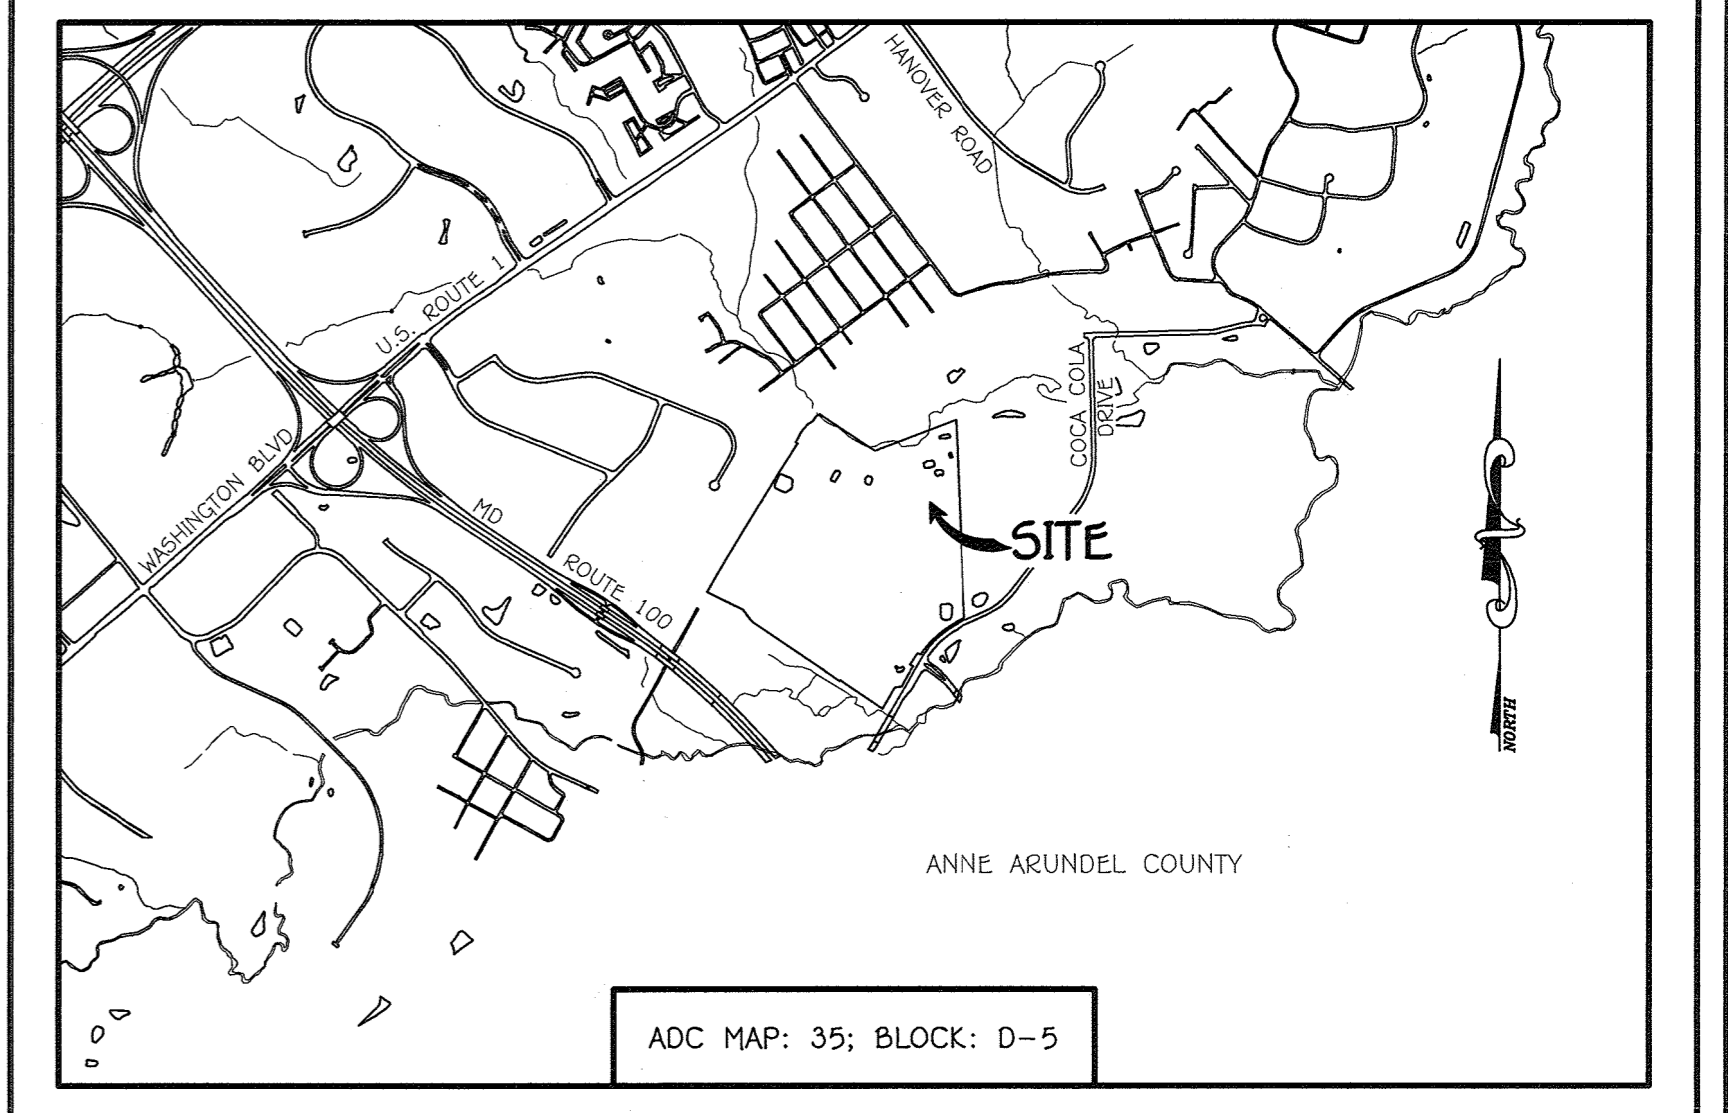 HANOVER ROAD
U.S. ROUTE 1
WASHINGTON BLVD
COCA COLA
DRIVE
MD
ROUTE 100
SITE
NORTH
ANNE ARUNDEL COUNTY
ADC MAP: 35; BLOCK: D-5